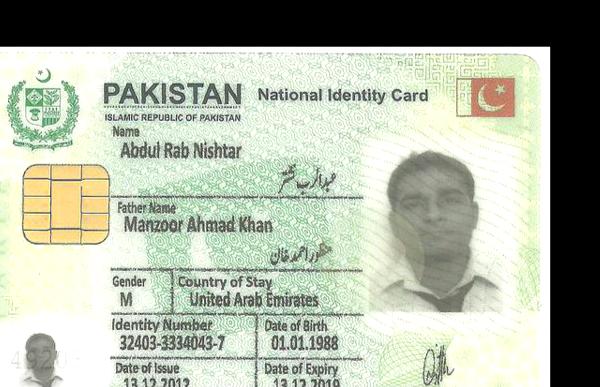 PAKISTAN National Identity Card
ISLAMIC REPUBLIC OF PAKISTAN
Name
Abdul Rab Nishtar
عبدالرب نشتر
Father Name
Manzoor Ahmad Khan
منظور احمد خان
Gender Country of Stay
M United Arab Emirates
Identity Number Date of Birth
32403-3334043-7 01.01.1988
Date of Issue Date of Expiry
13.12.2012 13.12.2019